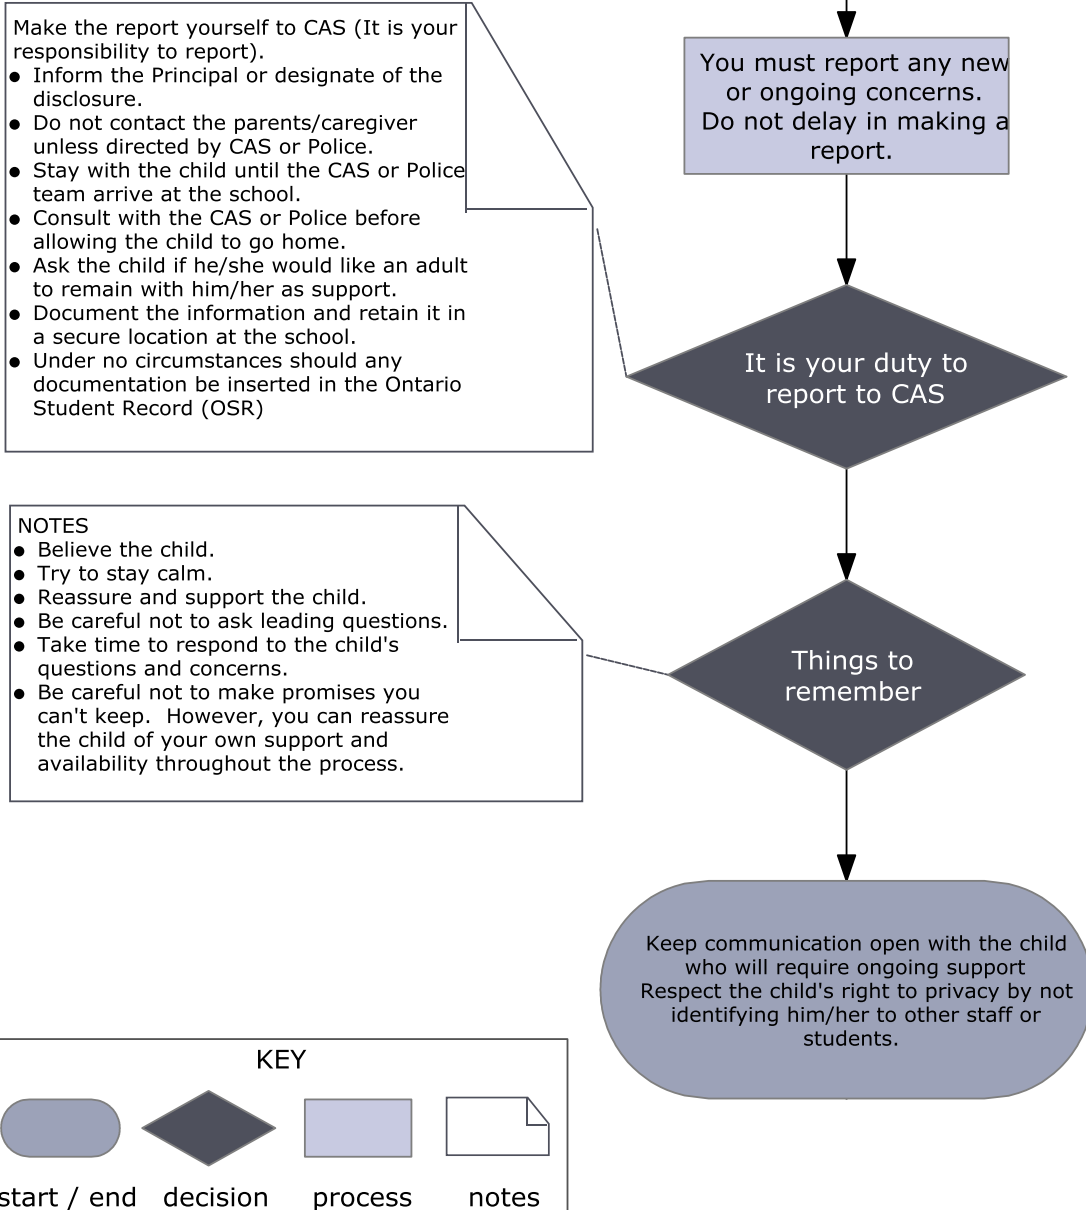 Make the report yourself to CAS (It is your
responsibility to report).
● Inform the Principal or designate of the
disclosure.
● Do not contact the parents/caregiver
unless directed by CAS or Police.
● Stay with the child until the CAS or Police
team arrive at the school.
● Consult with the CAS or Police before
allowing the child to go home.
● Ask the child if he/she would like an adult
to remain with him/her as support.
● Document the information and retain it in
a secure location at the school.
● Under no circumstances should any
documentation be inserted in the Ontario
Student Record (OSR)
You must report any new
or ongoing concerns.
Do not delay in making a
report.
It is your duty to
report to CAS
NOTES
● Believe the child.
● Try to stay calm.
● Reassure and support the child.
● Be careful not to ask leading questions.
● Take time to respond to the child's
questions and concerns.
● Be careful not to make promises you
can't keep.  However, you can reassure
the child of your own support and
availability throughout the process.
Things to
remember
Keep communication open with the child
who will require ongoing support
Respect the child's right to privacy by not
identifying him/her to other staff or
students.
KEY
start / end
decision
process
notes